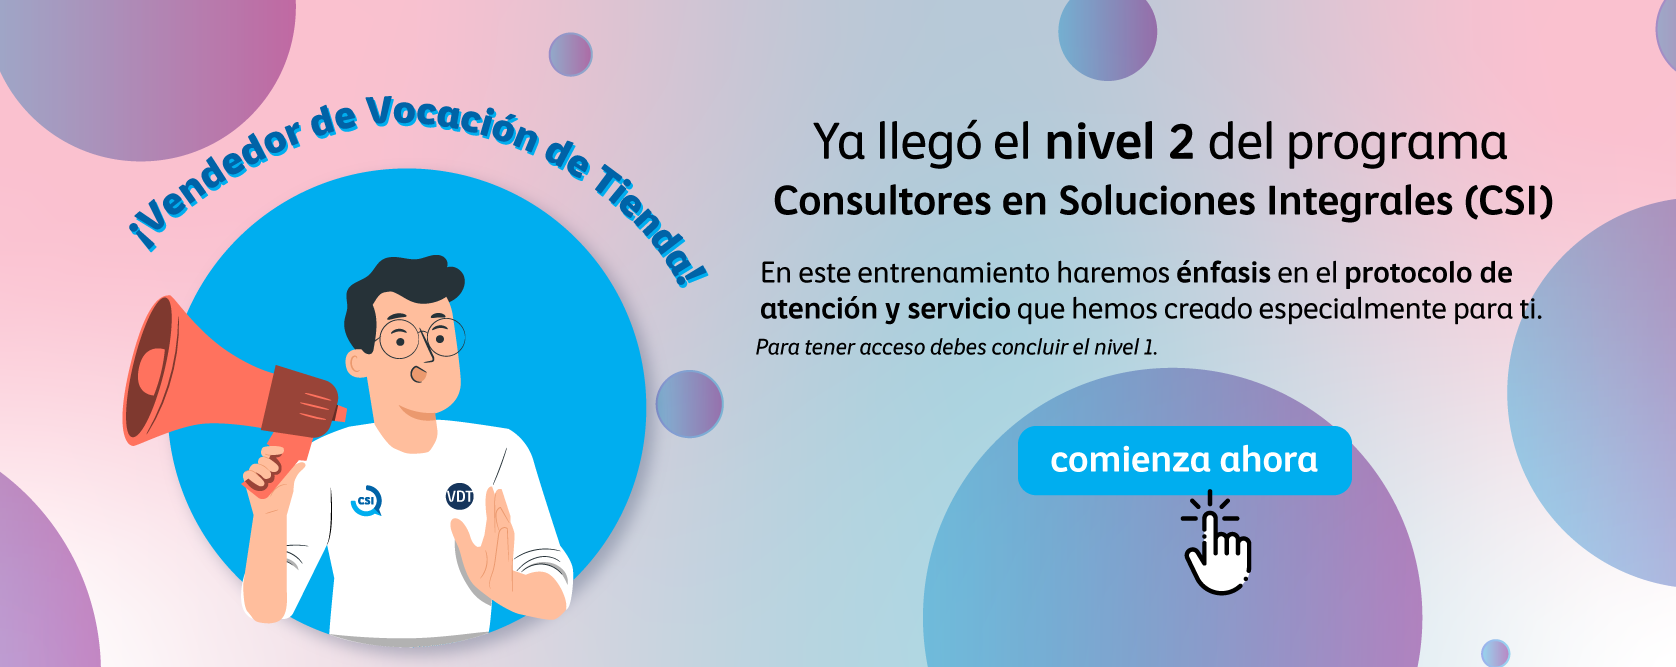 ¡Vendedor de Vocación de Tienda!
Ya llegó el nivel 2 del programa
Consultores en Soluciones Integrales (CSI)
En este entrenamiento haremos énfasis en el protocolo de
atención y servicio que hemos creado especialmente para ti.
Para tener acceso debes concluir el nivel 1.
comienza ahora
CSI
VDT